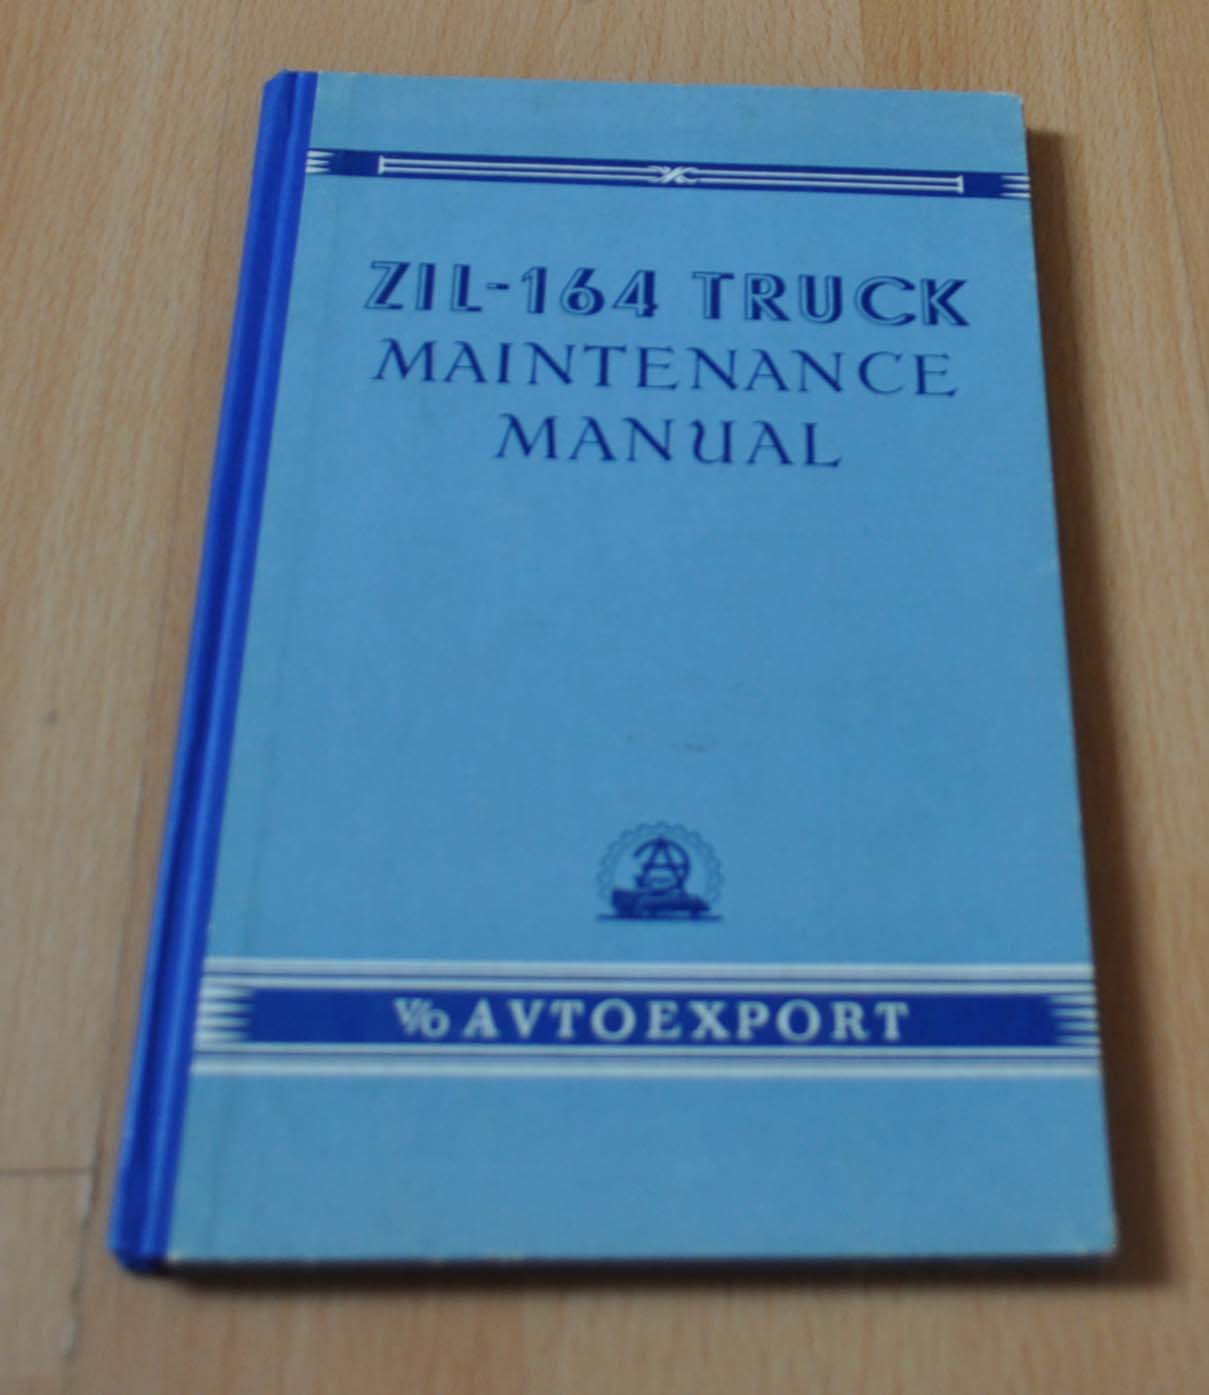 ZIL-164 TRUCK
MAINTENANCE
MANUAL
V/O AVTOEXPORT